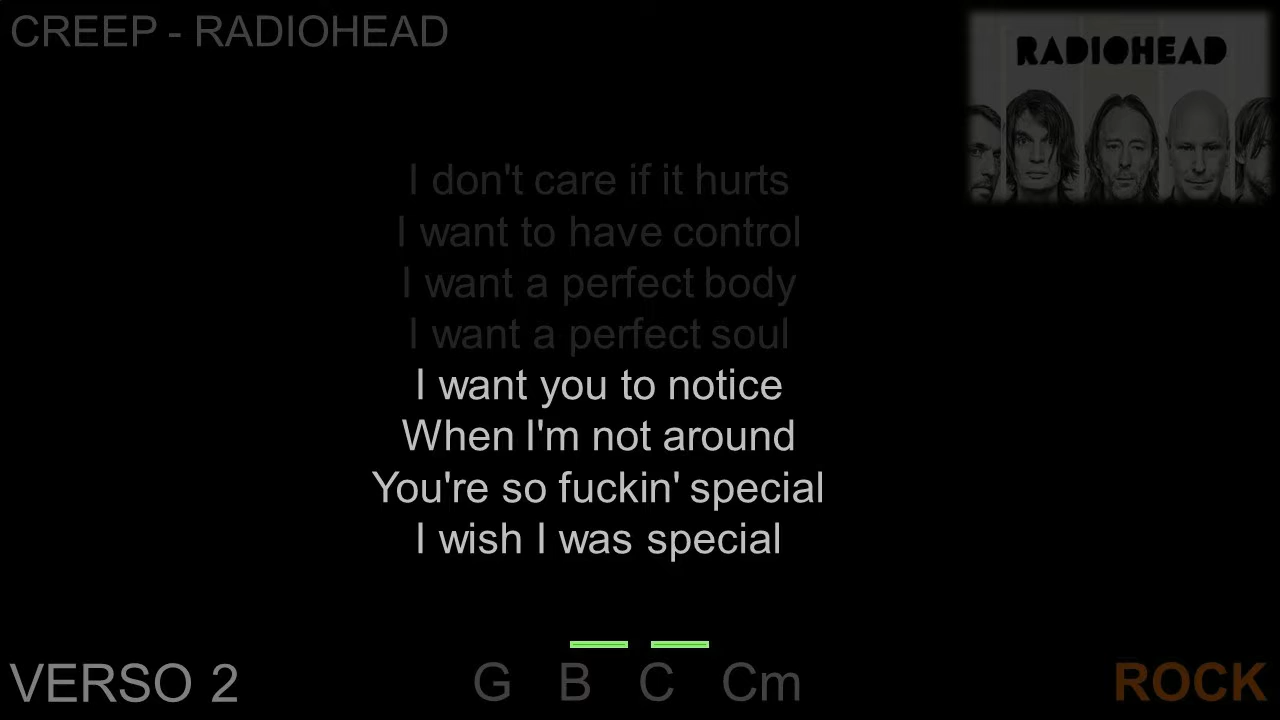 CREEP - RADIOHEAD
RADIOHEAD
I don't care if it hurts
I want to have control
I want a perfect body
I want a perfect soul
I want you to notice
When I'm not around
You're so fuckin' special
I wish I was special
VERSO 2
G B C Cm
ROCK